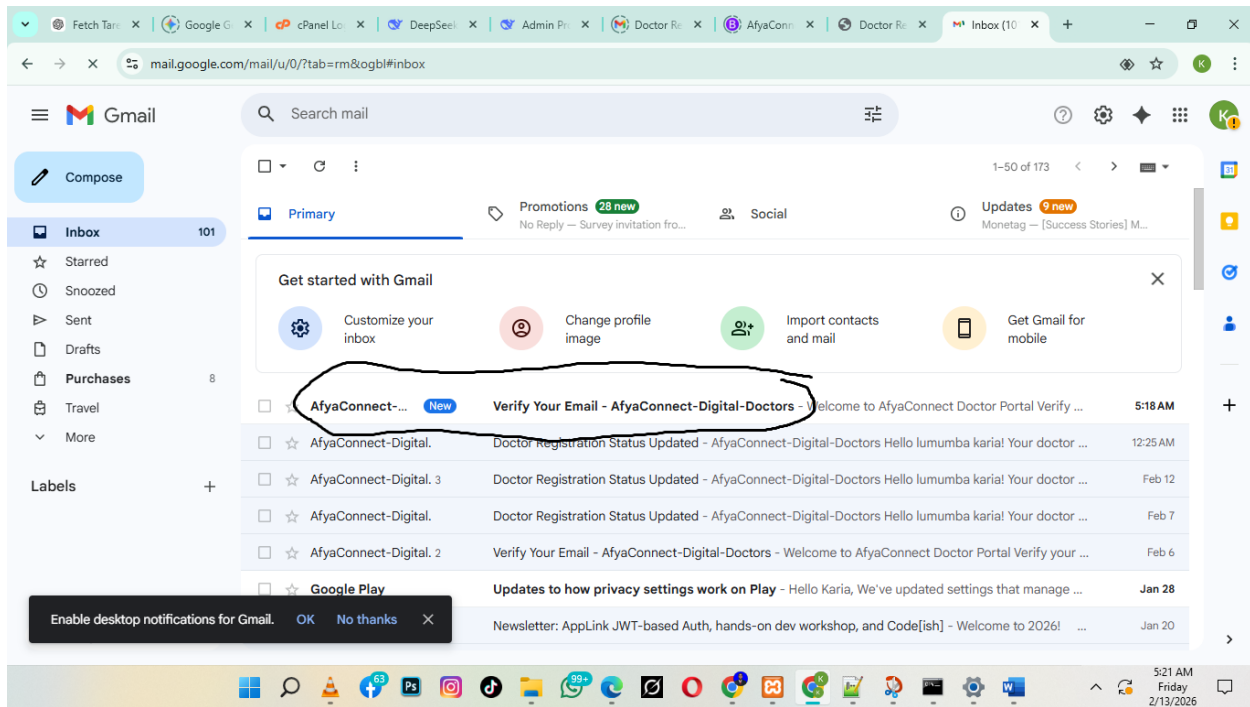 Fetch Tare
Google G
cPanel Lo
DeepSeek
Admin Pr
Doctor Re
AfyaConn
Doctor Re
Inbox (10
mail.google.com/mail/u/0/?tab=rm&ogbl#inbox
K
Gmail
Search mail
K
Compose
1–50 of 173
31
Primary
Promotions 28 new
No Reply — Survey invitation fro...
Social
Updates 9 new
Monetag — [Success Stories] M...
Inbox 101
Starred
Snoozed
Sent
Drafts
Purchases 8
Travel
More
Labels
Get started with Gmail
Customize your inbox
Change profile image
Import contacts and mail
Get Gmail for mobile
AfyaConnect-... New Verify Your Email - AfyaConnect-Digital-Doctors - Welcome to AfyaConnect Doctor Portal Verify ... 5:18 AM
AfyaConnect-Digital. Doctor Registration Status Updated - AfyaConnect-Digital-Doctors Hello lumumba karia! Your doctor ... 12:25 AM
AfyaConnect-Digital. 3 Doctor Registration Status Updated - AfyaConnect-Digital-Doctors Hello lumumba karia! Your doctor ... Feb 12
AfyaConnect-Digital. Doctor Registration Status Updated - AfyaConnect-Digital-Doctors Hello lumumba karia! Your doctor ... Feb 7
AfyaConnect-Digital. 2 Verify Your Email - AfyaConnect-Digital-Doctors - Welcome to AfyaConnect Doctor Portal Verify your ... Feb 6
Google Play Updates to how privacy settings work on Play - Hello Karia, We've updated settings that manage ... Jan 28
Newsletter: AppLink JWT-based Auth, hands-on dev workshop, and Code[ish] - Welcome to 2026! ... Jan 20
Enable desktop notifications for Gmail. OK No thanks
63
Ps
99+
K
5:21 AM
Friday
2/13/2026